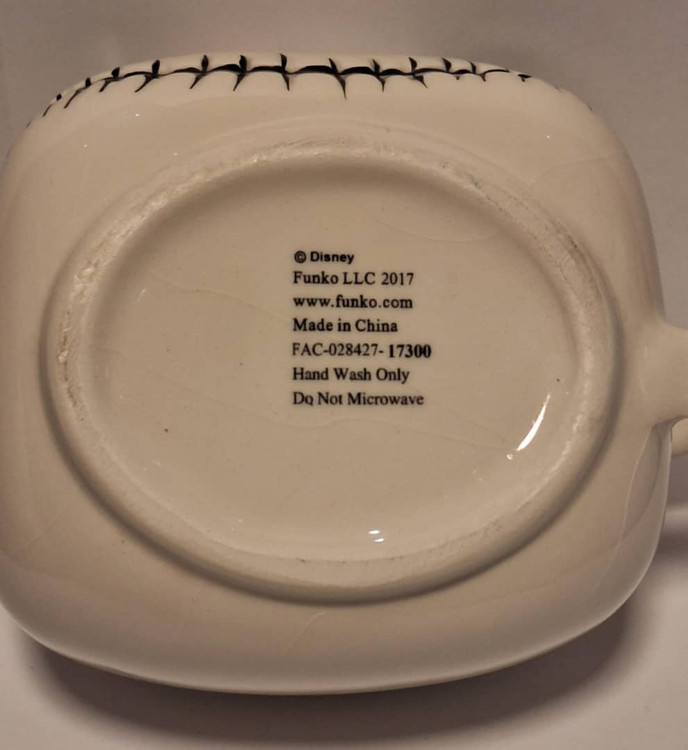 © Disney
Funko LLC 2017
www.funko.com
Made in China
FAC-028427- 17300
Hand Wash Only
Do Not Microwave